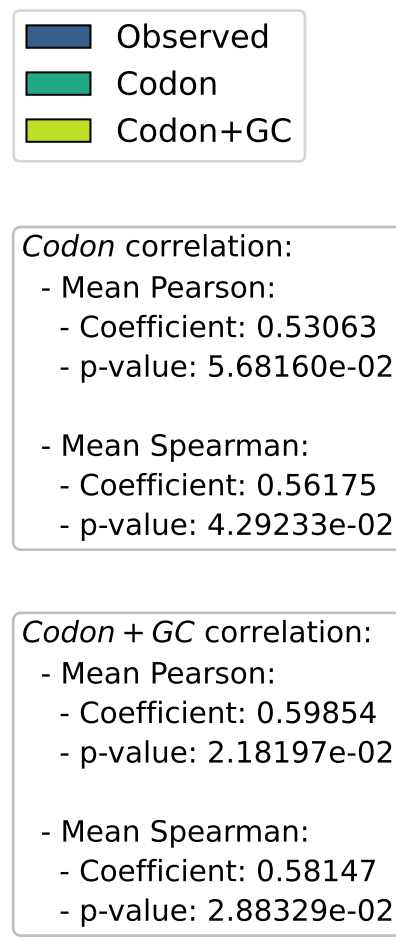 Observed
Codon
Codon+GC
Codon correlation:
- Mean Pearson:
- Coefficient: 0.53063
- p-value: 5.68160e-02
- Mean Spearman:
- Coefficient: 0.56175
- p-value: 4.29233e-02
Codon + GC correlation:
- Mean Pearson:
- Coefficient: 0.59854
- p-value: 2.18197e-02
- Mean Spearman:
- Coefficient: 0.58147
- p-value: 2.88329e-02